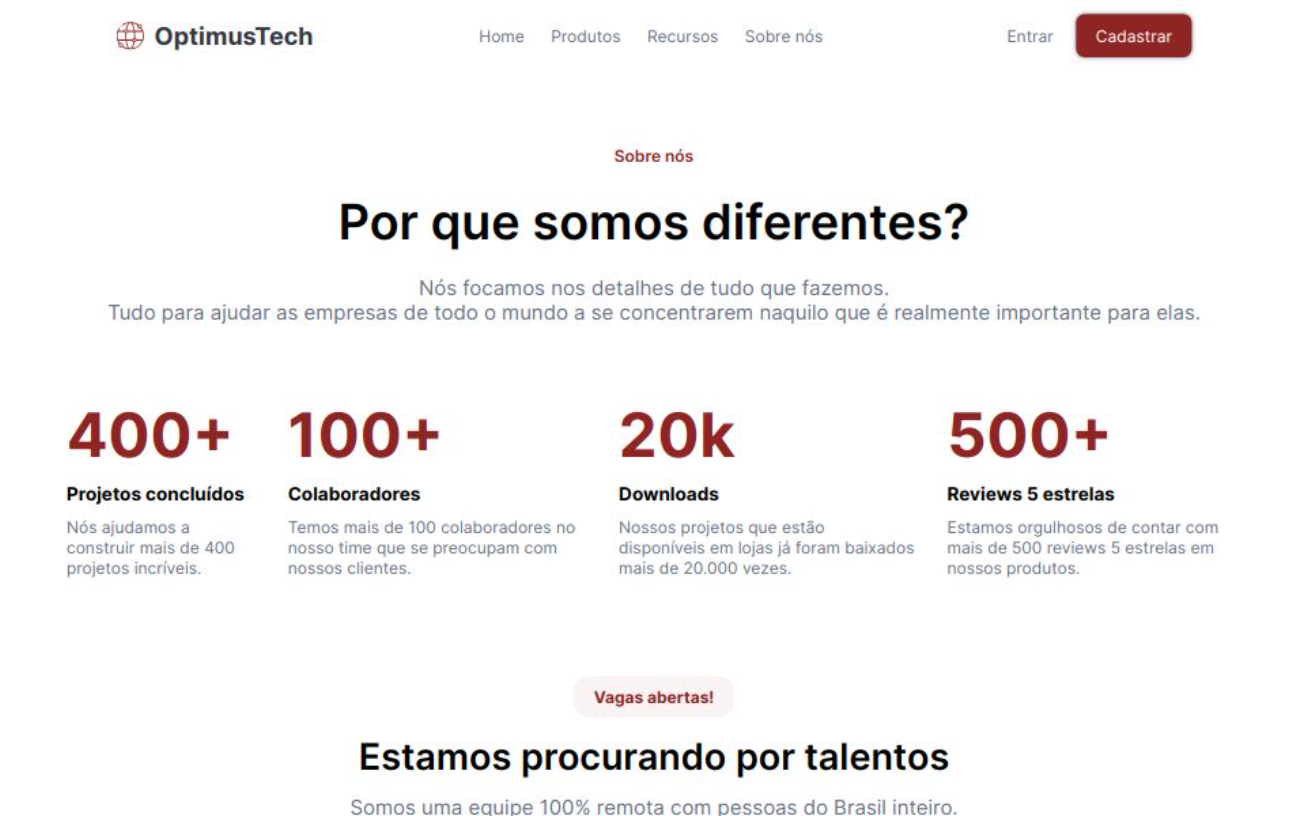 OptimusTech
Home Produtos Recursos Sobre nós
Entrar Cadastrar
Sobre nós
Por que somos diferentes?
Nós focamos nos detalhes de tudo que fazemos.
Tudo para ajudar as empresas de todo o mundo a se concentrarem naquilo que é realmente importante para elas.
400+
Projetos concluídos
Nós ajudamos a
construir mais de 400
projetos incríveis.
100+
Colaboradores
Temos mais de 100 colaboradores no
nosso time que se preocupam com
nossos clientes.
20k
Downloads
Nossos projetos que estão
disponíveis em lojas já foram baixados
mais de 20.000 vezes.
500+
Reviews 5 estrelas
Estamos orgulhosos de contar com
mais de 500 reviews 5 estrelas em
nossos produtos.
Vagas abertas!
Estamos procurando por talentos
Somos uma equipe 100% remota com pessoas do Brasil inteiro.